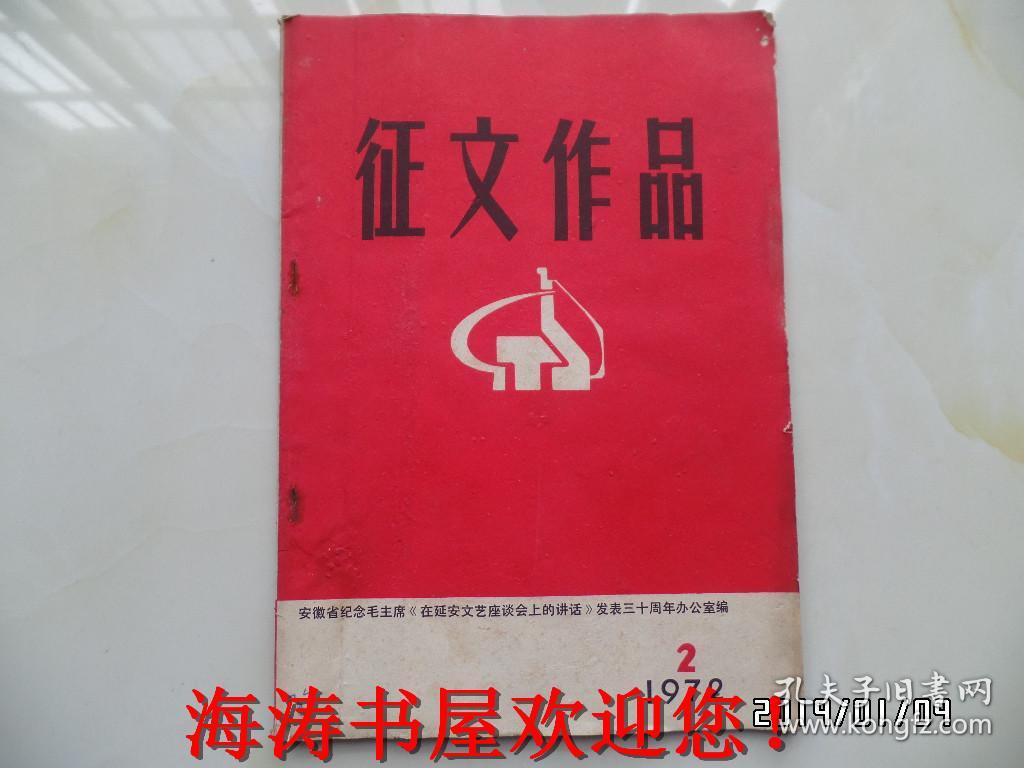 征文作品
安徽省纪念毛主席《在延安文艺座谈会上的讲话》发表三十周年办公室编
2
1972
海涛书屋欢迎您！
孔夫子旧书网
www.kongfz.com
2019/01/09